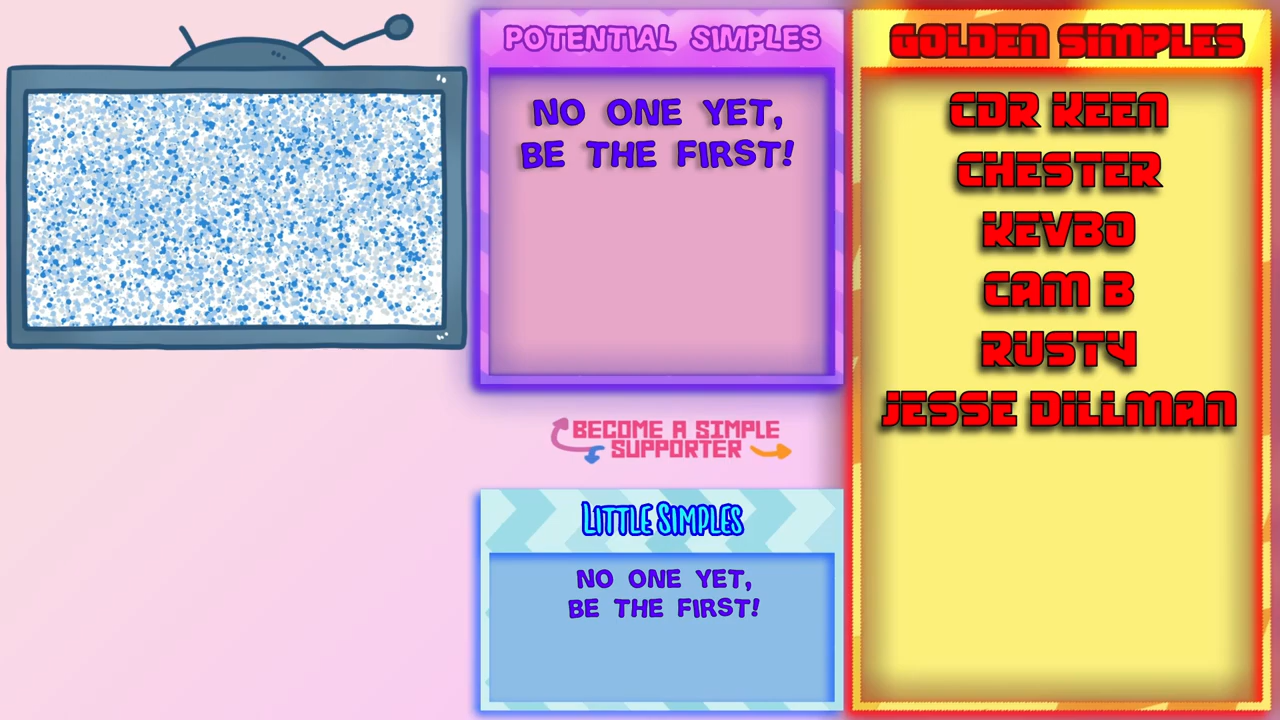 POTENTIAL SIMPLES
NO ONE YET,
BE THE FIRST!
BECOME A SIMPLE
SUPPORTER
LITTLE SIMPLES
NO ONE YET,
BE THE FIRST!
GOLDEN SIMPLES
CDR KEEN
CHESTER
KEVBO
CAM B
RUSTY
JESSE DILLMAN